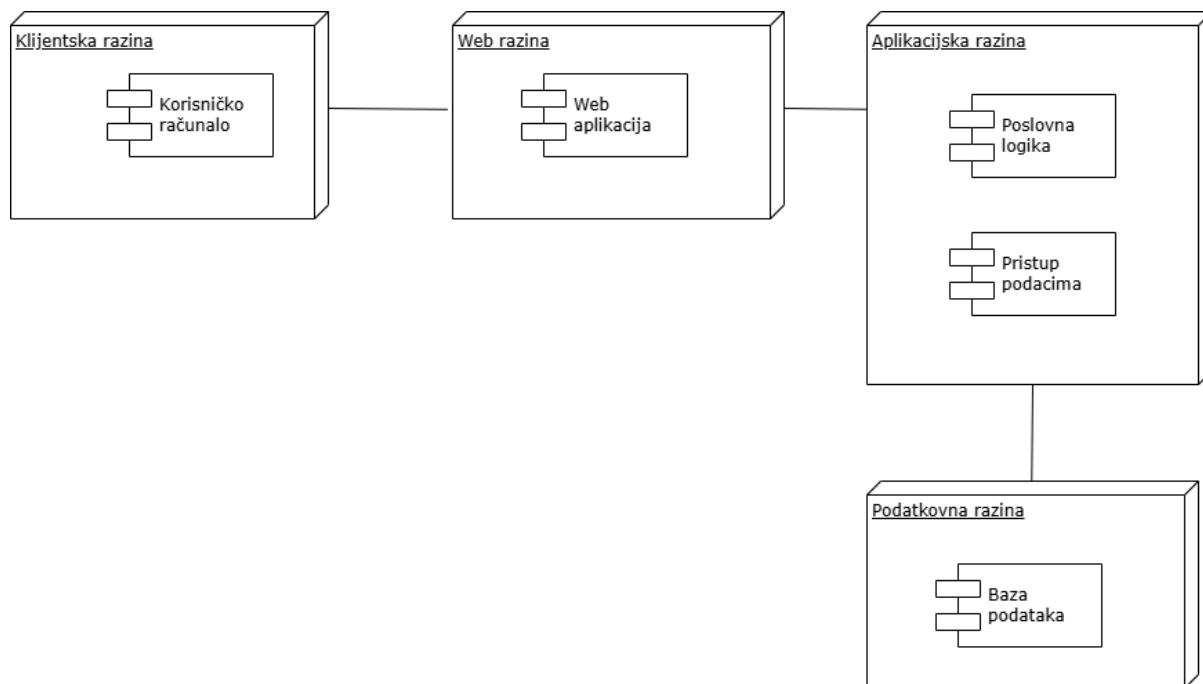 Klijentska razina
Korisničko
računalo
Web razina
Web
aplikacija
Aplikacijska razina
Poslovna
logika
Pristup
podacima
Podatkovna razina
Baza
podataka